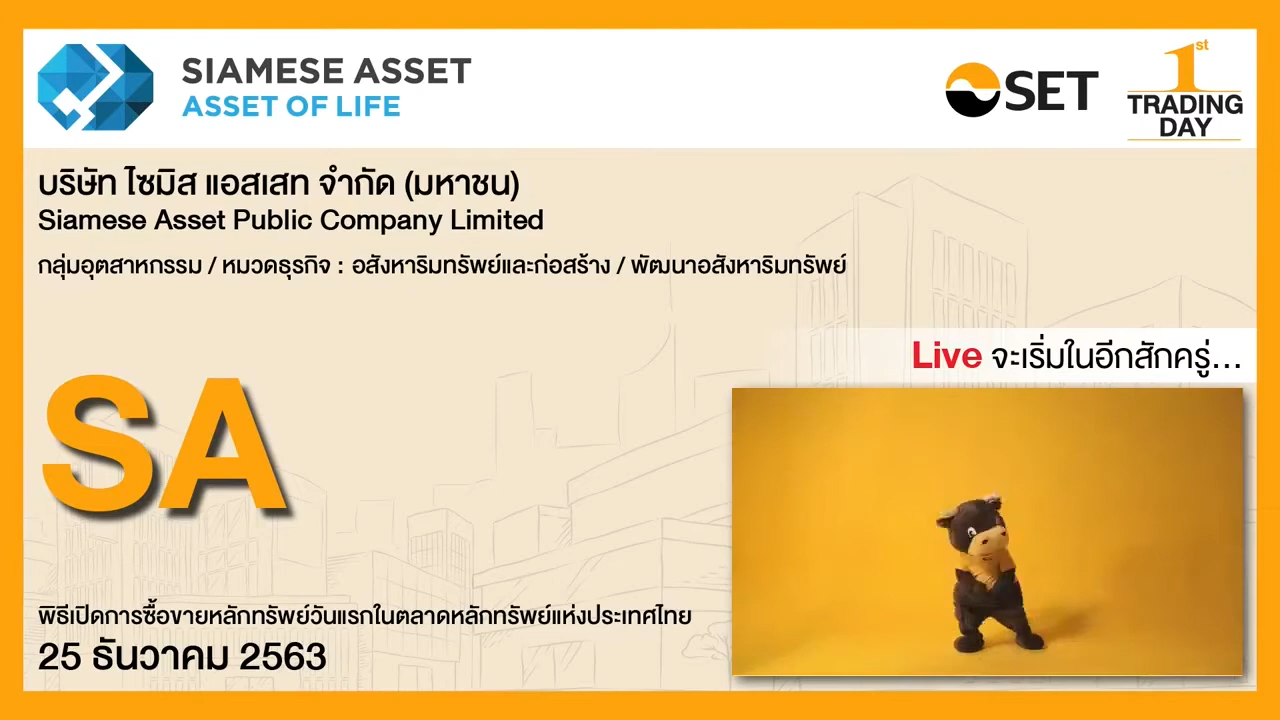 SIAMESE ASSET
ASSET OF LIFE
SET
1st
TRADING
DAY
บริษัท ไซมิส แอสเสท จำกัด (มหาชน)
Siamese Asset Public Company Limited
กลุ่มอุตสาหกรรม / หมวดธุรกิจ : อสังหาริมทรัพย์และก่อสร้าง / พัฒนาอสังหาริมทรัพย์
Live จะเริ่มในอีกสักครู่...
SA
พิธีเปิดการซื้อขายหลักทรัพย์วันแรกในตลาดหลักทรัพย์แห่งประเทศไทย
25 ธันวาคม 2563